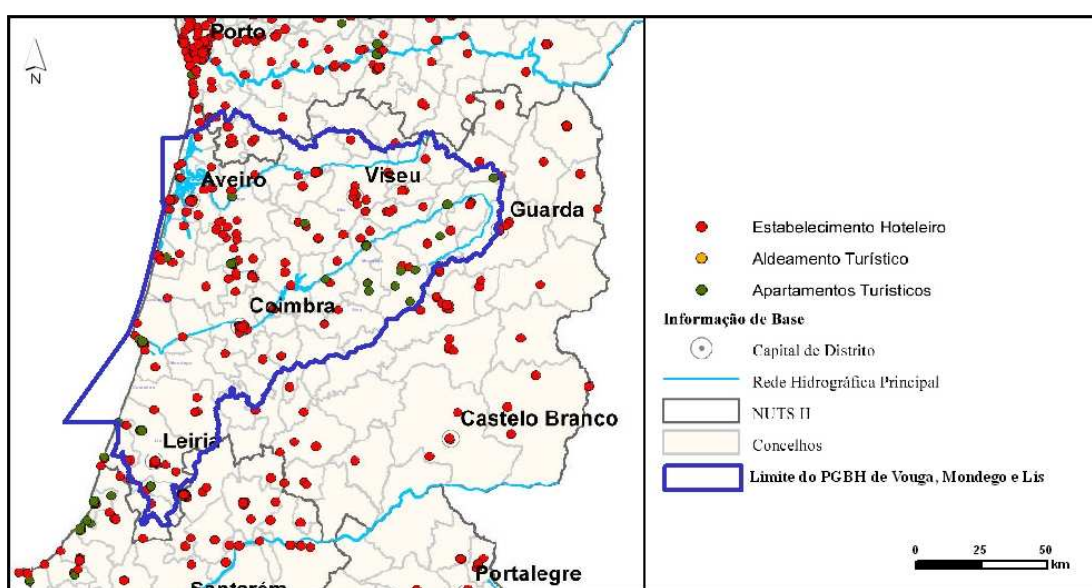 Porto
N
Aveiro
Viseu
Guarda
Coimbra
Castelo Branco
Leiria
Santarém
Portalegre
Estabelecimento Hoteleiro
Aldeamento Turístico
Apartamentos Turísticos
Informação de Base
Capital de Distrito
Rede Hidrográfica Principal
NUTS II
Concelhos
Limite do PGBH de Vouga, Mondego e Lis
0 25 50
km